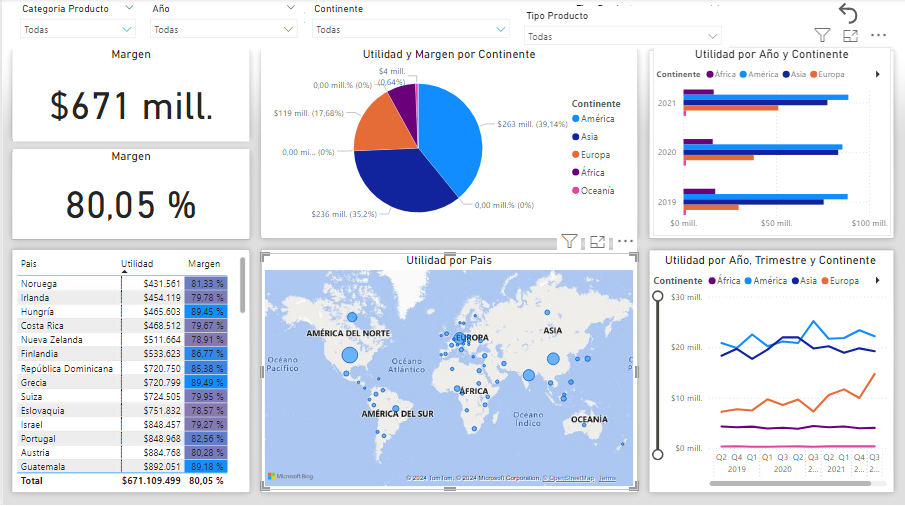 Categoria Producto
Todas
Año
Todas
Continente
Todas
Tipo Producto
Todas
Margen
$671 mill.
Margen
80,05 %
Utilidad y Margen por Continente
$4 mill.
(0,64%)
0,00 mill.% (0%)
$119 mill. (17,68%)
0,00 mi... (0%)
$236 mill. (35,2%)
$263 mill. (39,14%)
0,00 mill.% (0%)
Continente
América
Asia
Europa
África
Oceanía
Utilidad por Año y Continente
Continente África América Asia Europa
2021
2020
2019
$0 mill. $50 mill. $100 mill.
Pais Utilidad Margen
Noruega $431.561 81.33 %
Irlanda $454.119 79.78 %
Hungría $465.603 89.45 %
Costa Rica $468.512 79.67 %
Nueva Zelanda $511.664 78.91 %
Finlandia $533.623 86.77 %
República Dominicana $720.750 85.38 %
Grecia $720.799 89.49 %
Suiza $724.505 79.95 %
Eslovaquia $751.832 78.57 %
Israel $848.457 79.27 %
Portugal $848.968 82.56 %
Austria $884.768 80.28 %
Guatemala $892.051 89,18 %
Total $671.109.499 80,05 %
Utilidad por Pais
AMÉRICA DEL NORTE
EUROPA
ASIA
Océano
Pacífico
Océano
Atlántico
ÁFRICA
AMÉRICA DEL SUR
Océano
Índico
OCEANÍA
Microsoft Bing
© 2024 TomTom, © 2024 Microsoft Corporation, © OpenStreetMap Terms
Utilidad por Año, Trimestre y Continente
Continente África América Asia Europa
$30 mill.
$20 mill.
$10 mill.
$0 mill.
Q2 Q4 Q1 Q2 Q3 Q4 Q1 Q2 Q4 Q3
2019 2020 2021 2... 2...